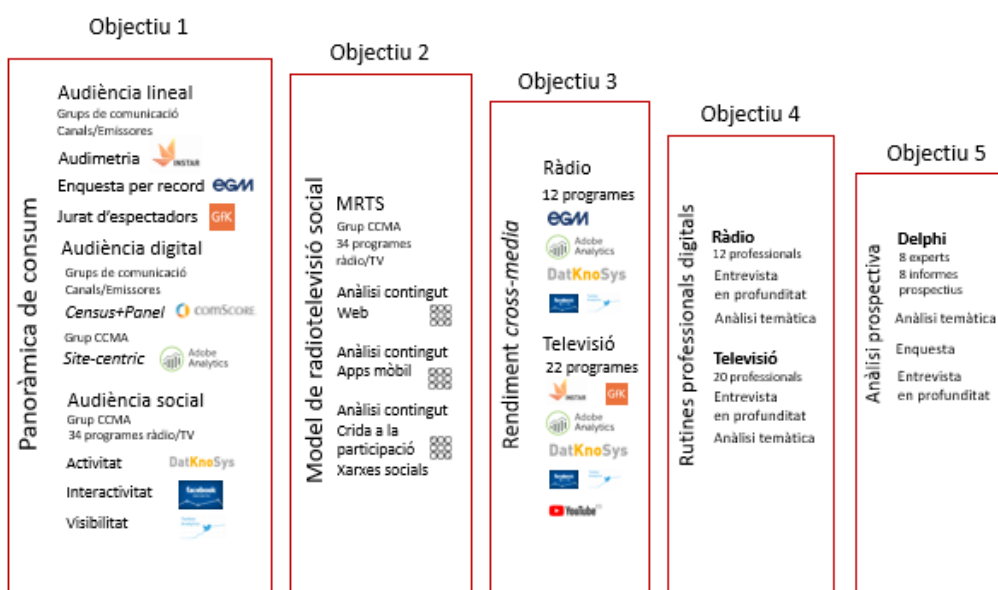 Objectiu 1
Panoràmica de consum
Audiència lineal
Grups de comunicació
Canals/Emissores
Audimetria INSTAR
Enquesta per record EGM
Jurat d'espectadors GfK
Audiència digital
Grups de comunicació
Canals/Emissores
Census+Panel comSCORE
Grup CCMA
Site-centric Adobe Analytics
Audiència social
Grup CCMA
34 programes ràdio/TV
Activitat DatKnoSys
Interactivitat facebook
Visibilitat
Objectiu 2
Model de radiotelevisió social
MRTS
Grup CCMA
34 programes
ràdio/TV
Anàlisi contingut
Web
Anàlisi contingut
Apps mòbil
Anàlisi contingut
Crida a la
participació
Xarxes socials
Objectiu 3
Rendiment cross-media
Ràdio
12 programes
EGM
Adobe Analytics
DatKnoSys
facebook
Televisió
22 programes
INSTAR GfK
Adobe Analytics
DatKnoSys
facebook
YouTube
Objectiu 4
Rutines professionals digitals
Ràdio
12 professionals
Entrevista
en profunditat
Anàlisi temàtica
Televisió
20 professionals
Entrevista
en profunditat
Anàlisi temàtica
Objectiu 5
Anàlisi prospectiva
Delphi
8 experts
8 informes
prospectius
Anàlisi temàtica
Enquesta
Entrevista
en profunditat